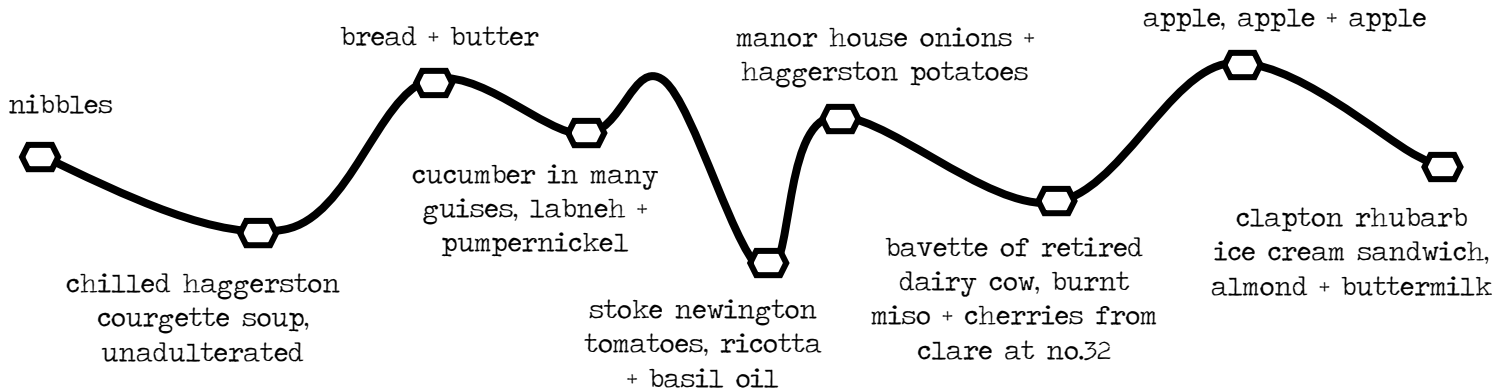 nibbles
chilled haggerston
courgette soup,
unadulterated
bread + butter
cucumber in many
guises, labneh +
pumpernickel
stoke newington
tomatoes, ricotta
+ basil oil
manor house onions +
haggerston potatoes
bavette of retired
dairy cow, burnt
miso + cherries from
clare at no.32
apple, apple + apple
clapton rhubarb
ice cream sandwich,
almond + buttermilk